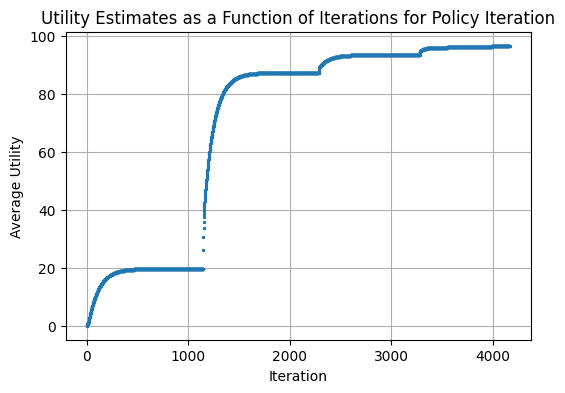 Utility Estimates as a Function of Iterations for Policy Iteration
100
80
60
40
20
0
Average Utility
0 1000 2000 3000 4000
Iteration